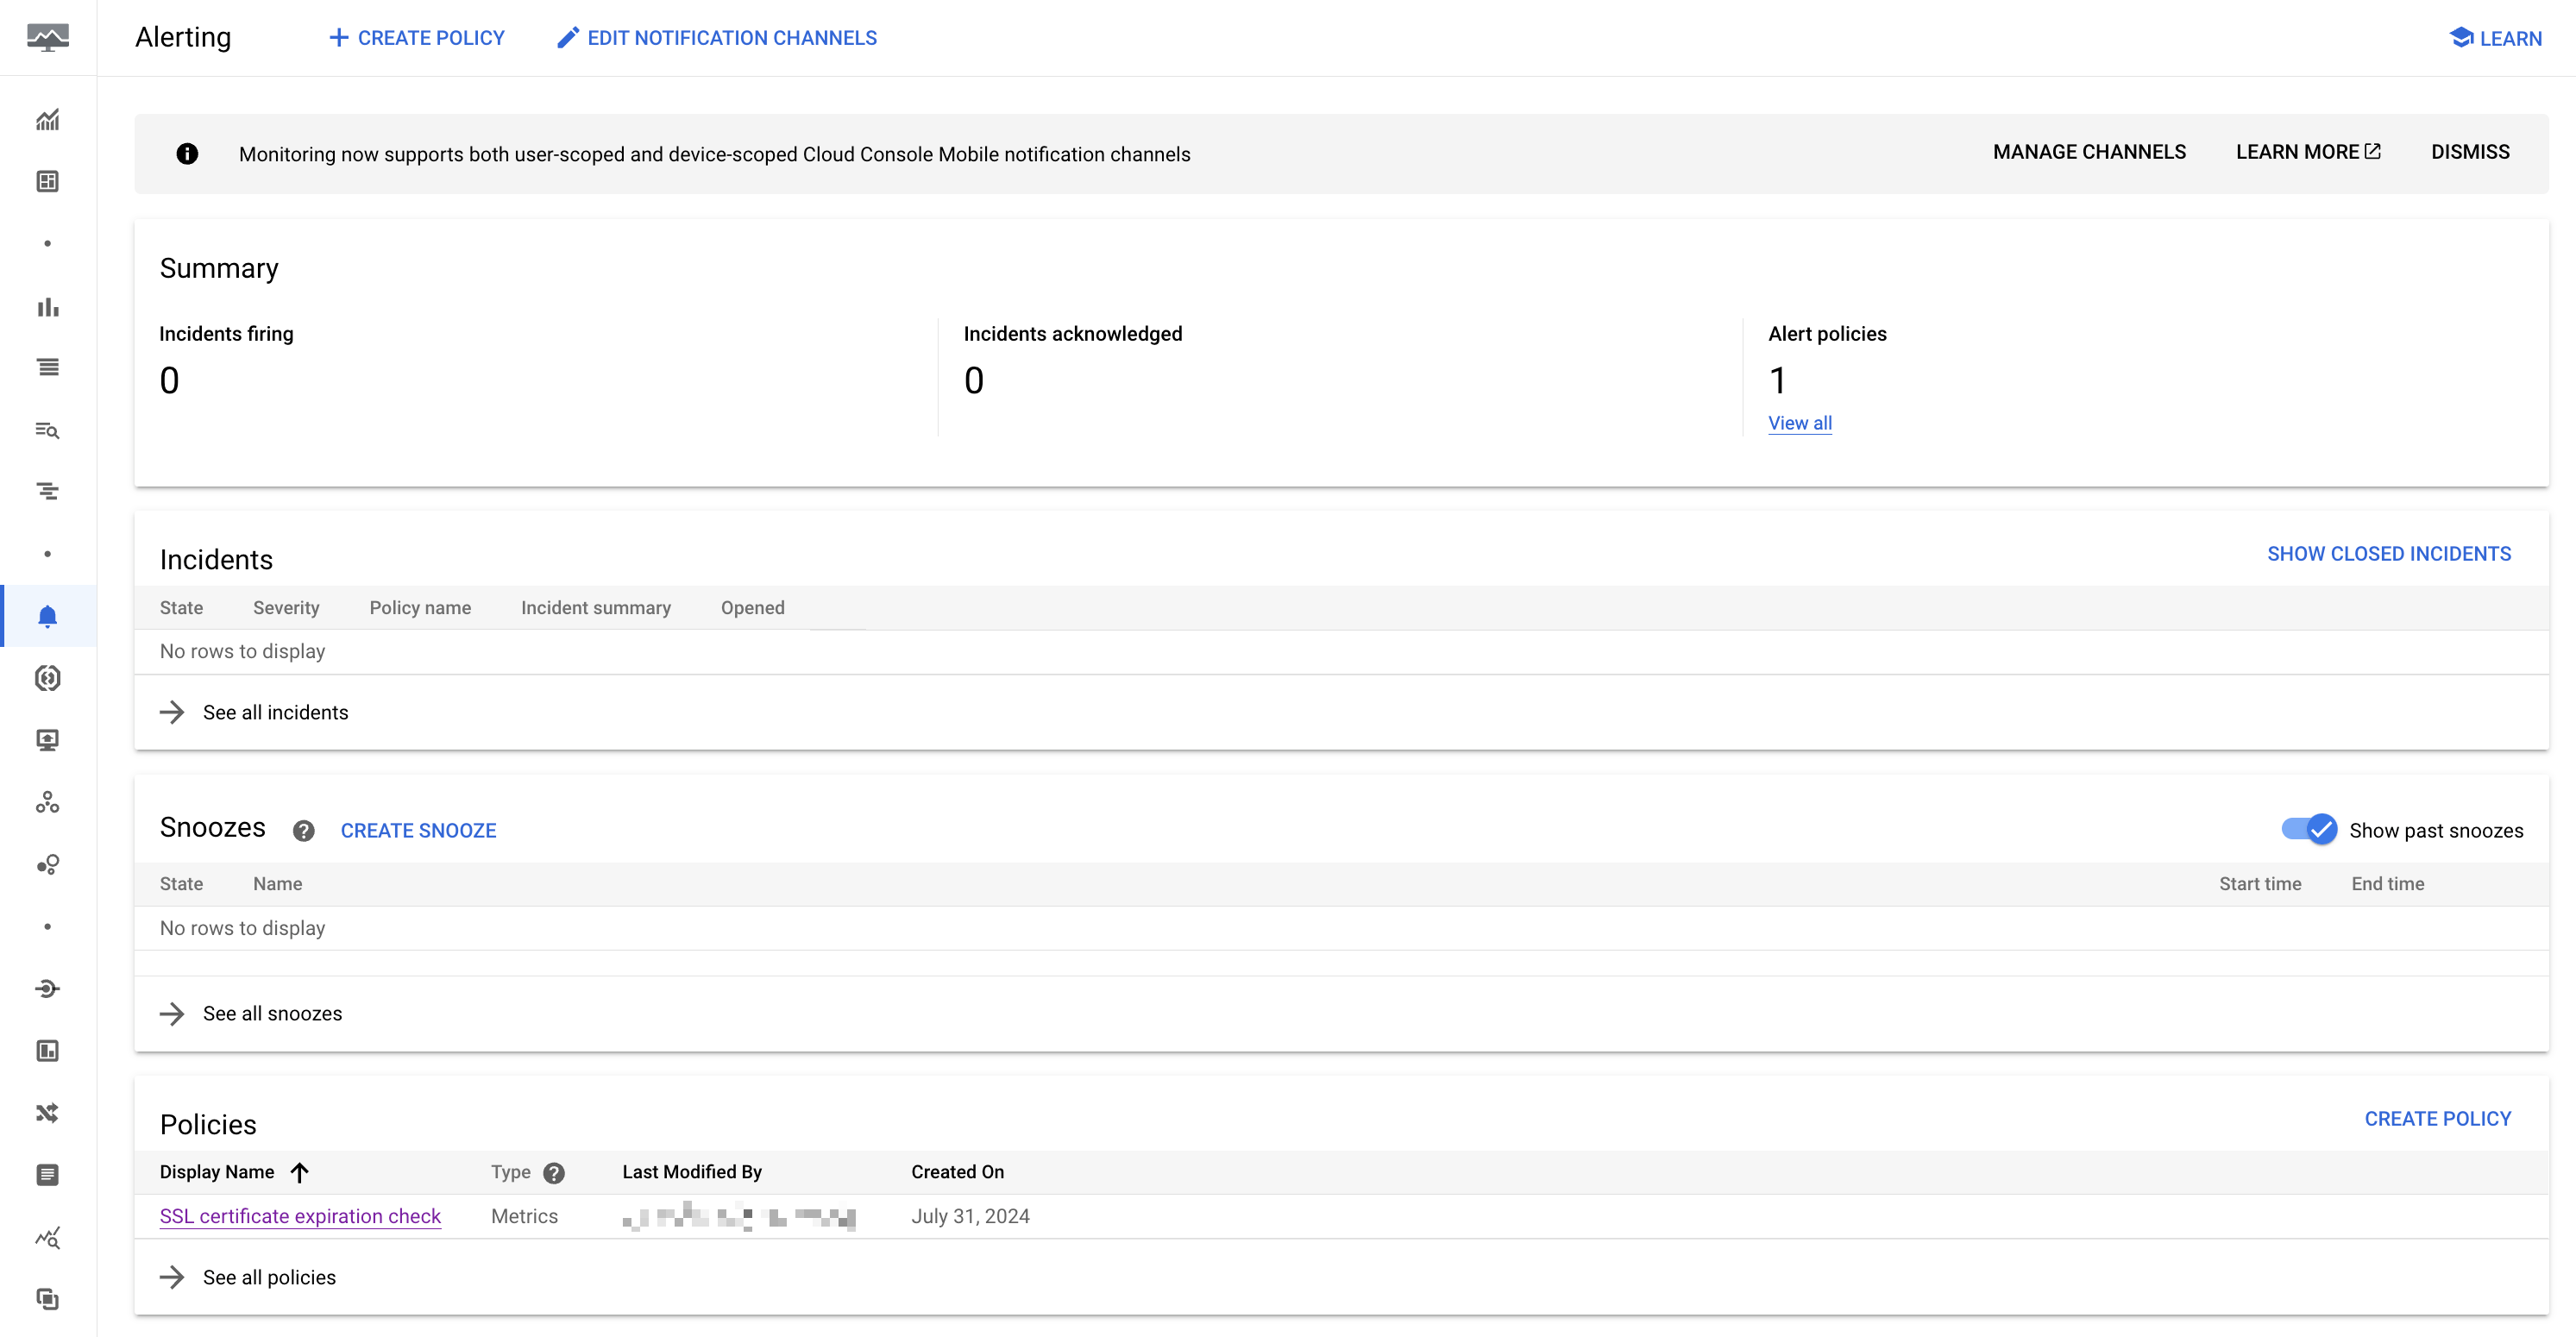 Alerting
CREATE POLICY
EDIT NOTIFICATION CHANNELS
LEARN
Monitoring now supports both user-scoped and device-scoped Cloud Console Mobile notification channels
MANAGE CHANNELS
LEARN MORE
DISMISS
Summary
Incidents firing
0
Incidents acknowledged
0
Alert policies
1
View all
Incidents
SHOW CLOSED INCIDENTS
State Severity Policy name Incident summary Opened
No rows to display
See all incidents
Snoozes
CREATE SNOOZE
Show past snoozes
State Name Start time End time
No rows to display
See all snoozes
Policies
CREATE POLICY
Display Name Type Last Modified By Created On
SSL certificate expiration check Metrics July 31, 2024
See all policies